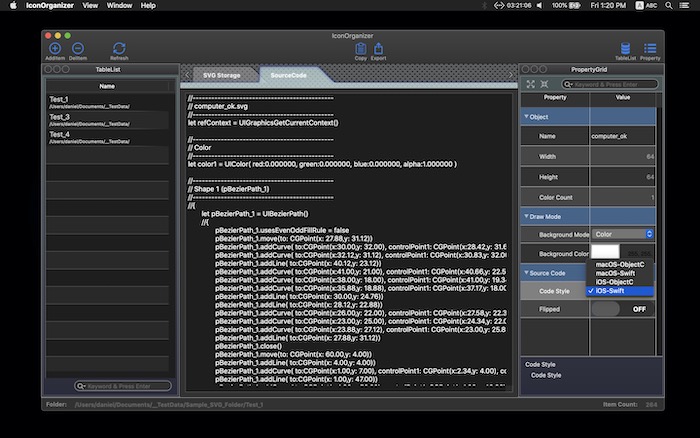 IconOrganizer Window Help
03:21:06 100% Fri 1:20 PM A ABC
IconOrganizer
AddItem DelItem Refresh Copy Export TableList Property
TableList
Name
Test_1
/Users/daniel/Documents/__TestData/
Test_3
/Users/daniel/Documents/__TestData/
Test_4
/Users/daniel/Documents/__TestData/
Keyword & Press Enter
SVG Storage SourceCode
//--------------------------------------------------
// computer_ok.svg
//--------------------------------------------------
let refContext = UIGraphicsGetCurrentContext()
//--------------------------------------------------
// Color
//--------------------------------------------------
let color1 = UIColor( red:0.000000, green:0.000000, blue:0.000000, alpha:1.000000 )
//--------------------------------------------------
// Shape 1 (pBezierPath_1)
//--------------------------------------------------
//{
let pBezierPath_1 = UIBezierPath()
//{
pBezierPath_1.usesEvenOddFillRule = false
pBezierPath_1.move(to: CGPoint(x: 27.88,y: 31.12))
pBezierPath_1.addCurve( to:CGPoint(x:30.00,y: 32.00), controlPoint1: CGPoint(x:28.42,y: 31.6
pBezierPath_1.addCurve( to:CGPoint(x:32.12,y: 31.12), controlPoint1: CGPoint(x:30.83,y: 32.0
pBezierPath_1.addLine( to:CGPoint(x: 40.12,y: 23.12))
pBezierPath_1.addCurve( to:CGPoint(x:41.00,y: 21.00), controlPoint1: CGPoint(x:40.66,y: 22.5
pBezierPath_1.addCurve( to:CGPoint(x:38.00,y: 18.00), controlPoint1: CGPoint(x:41.00,y: 19.3
pBezierPath_1.addCurve( to:CGPoint(x:35.88,y: 18.88), controlPoint1: CGPoint(x:37.17,y: 18.0
pBezierPath_1.addLine( to:CGPoint(x: 30.00,y: 24.76))
pBezierPath_1.addLine( to:CGPoint(x: 28.12,y: 22.88))
pBezierPath_1.addCurve( to:CGPoint(x:26.00,y: 22.00), controlPoint1: CGPoint(x:27.58,y: 22.3
pBezierPath_1.addCurve( to:CGPoint(x:23.00,y: 25.00), controlPoint1: CGPoint(x:24.34,y: 22.0
pBezierPath_1.addCurve( to:CGPoint(x:23.88,y: 27.12), controlPoint1: CGPoint(x:23.00,y: 25.8
pBezierPath_1.addLine( to:CGPoint(x: 27.88,y: 31.12))
pBezierPath_1.close()
pBezierPath_1.move(to: CGPoint(x: 60.00,y: 4.00))
pBezierPath_1.addLine( to:CGPoint(x: 4.00,y: 4.00))
pBezierPath_1.addCurve( to:CGPoint(x:1.00,y: 7.00), controlPoint1: CGPoint(x:2.34,y: 4.00), co
pBezierPath_1.addLine( to:CGPoint(x: 1.00,y: 47.00))
PropertyGrid
Keyword & Press Enter
Property Value
Object
Name computer_ok
Width 64
Height 64
Color Count 1
Draw Mode
Background Mode Color
Background Color
macOS-ObjectC
macOS-Swift
iOS-ObjectC
Source Code
Code Style iOS-Swift
Flipped OFF
Code Style
Code Style
Folder: /Users/daniel/Documents/__TestData/Sample_SVG_Folder/Test_1 Item Count: 264